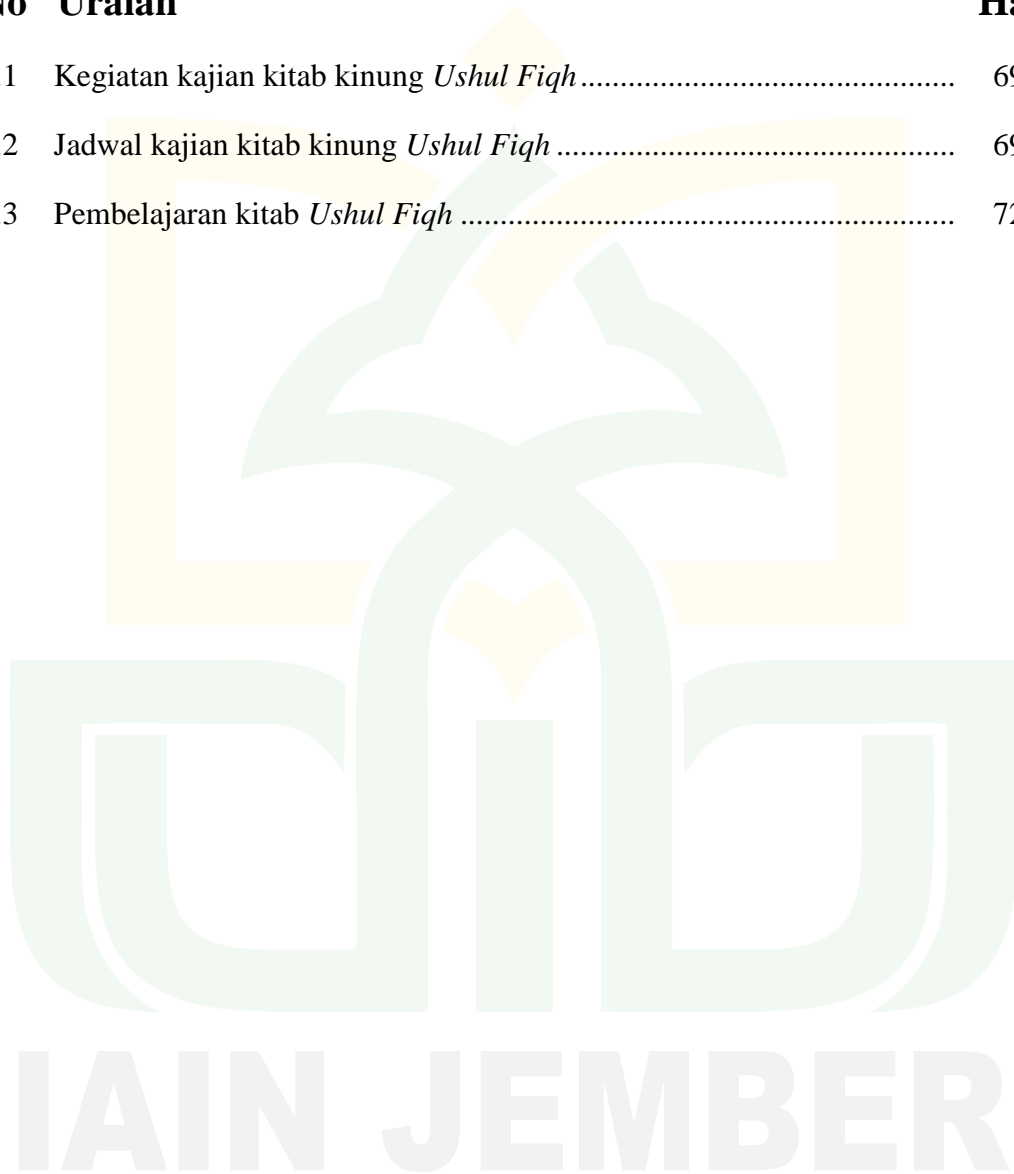 No Uraian Ha
.1 Kegiatan kajian kitab kinung Ushul Fiqh................................................ 69
.2 Jadwal kajian kitab kinung Ushul Fiqh ................................................... 69
.3 Pembelajaran kitab Ushul Fiqh ............................................................... 72
IAIN JEMBER